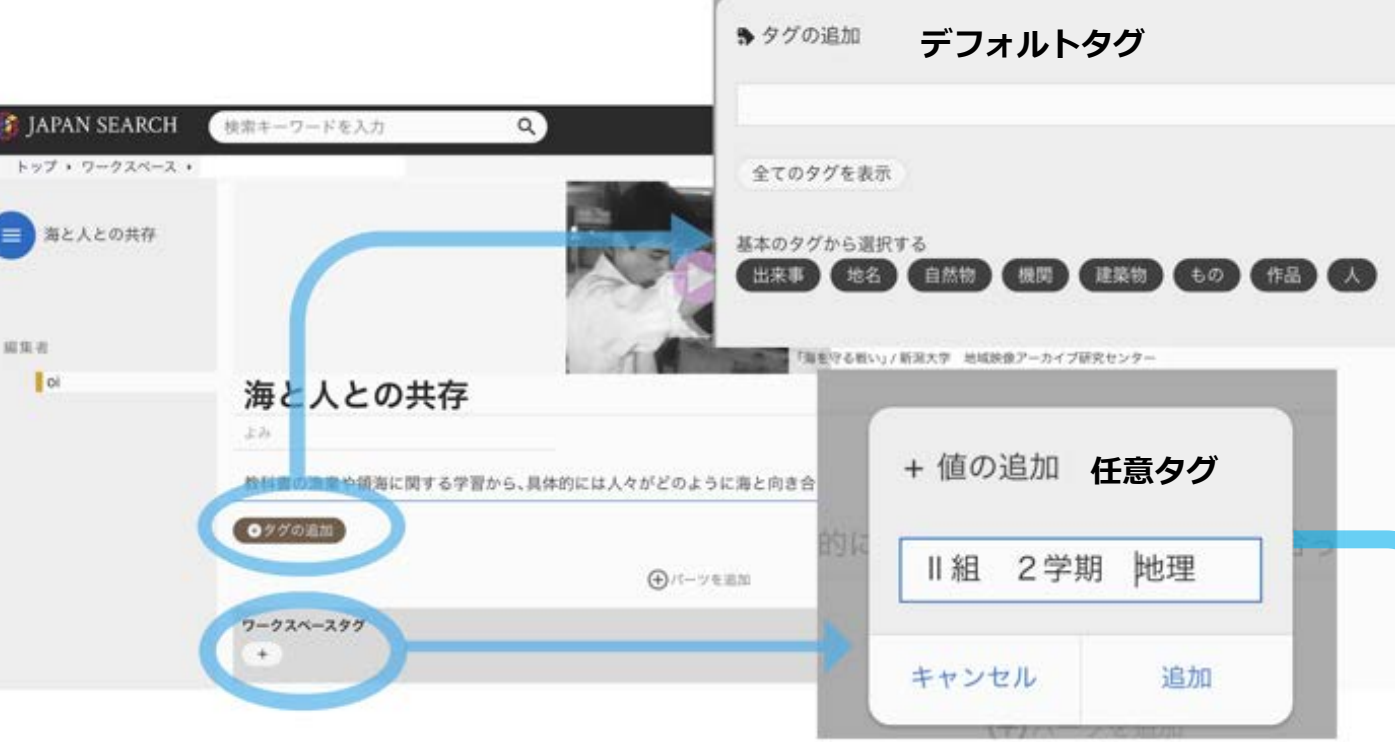 タグの追加 デフォルトタグ
JAPAN SEARCH 検索キーワードを入力
トップ › ワークスペース ›
全てのタグを表示
海と人との共存
基本のタグから選択する
出来事 地名 自然物 機関 建築物 もの 作品 人
編集者
oi
「海を守る戦い」/ 新潟大学 地域映像アーカイブ研究センター
海と人との共存
よみ
教科書の漁業や領海に関する学習から、具体的には人々がどのように海と向き合
+ 値の追加 任意タグ
タグの追加
的に
Ⅱ組 2学期 地理
パーツを追加
ワークスペースタグ
+
キャンセル 追加
パーツを追加